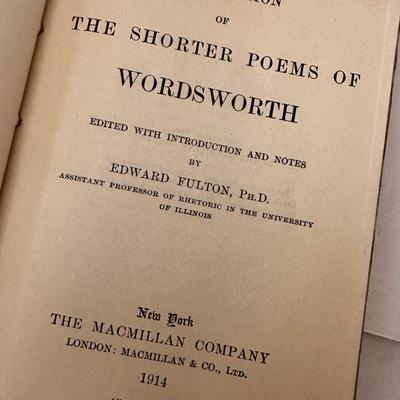 OF
THE SHORTER POEMS OF
WORDSWORTH
EDITED WITH INTRODUCTION AND NOTES
BY
EDWARD FULTON, PH.D.
ASSISTANT PROFESSOR OF RHETORIC IN THE UNIVERSITY
OF ILLINOIS
New York
THE MACMILLAN COMPANY
LONDON: MACMILLAN & CO., LTD.
1914